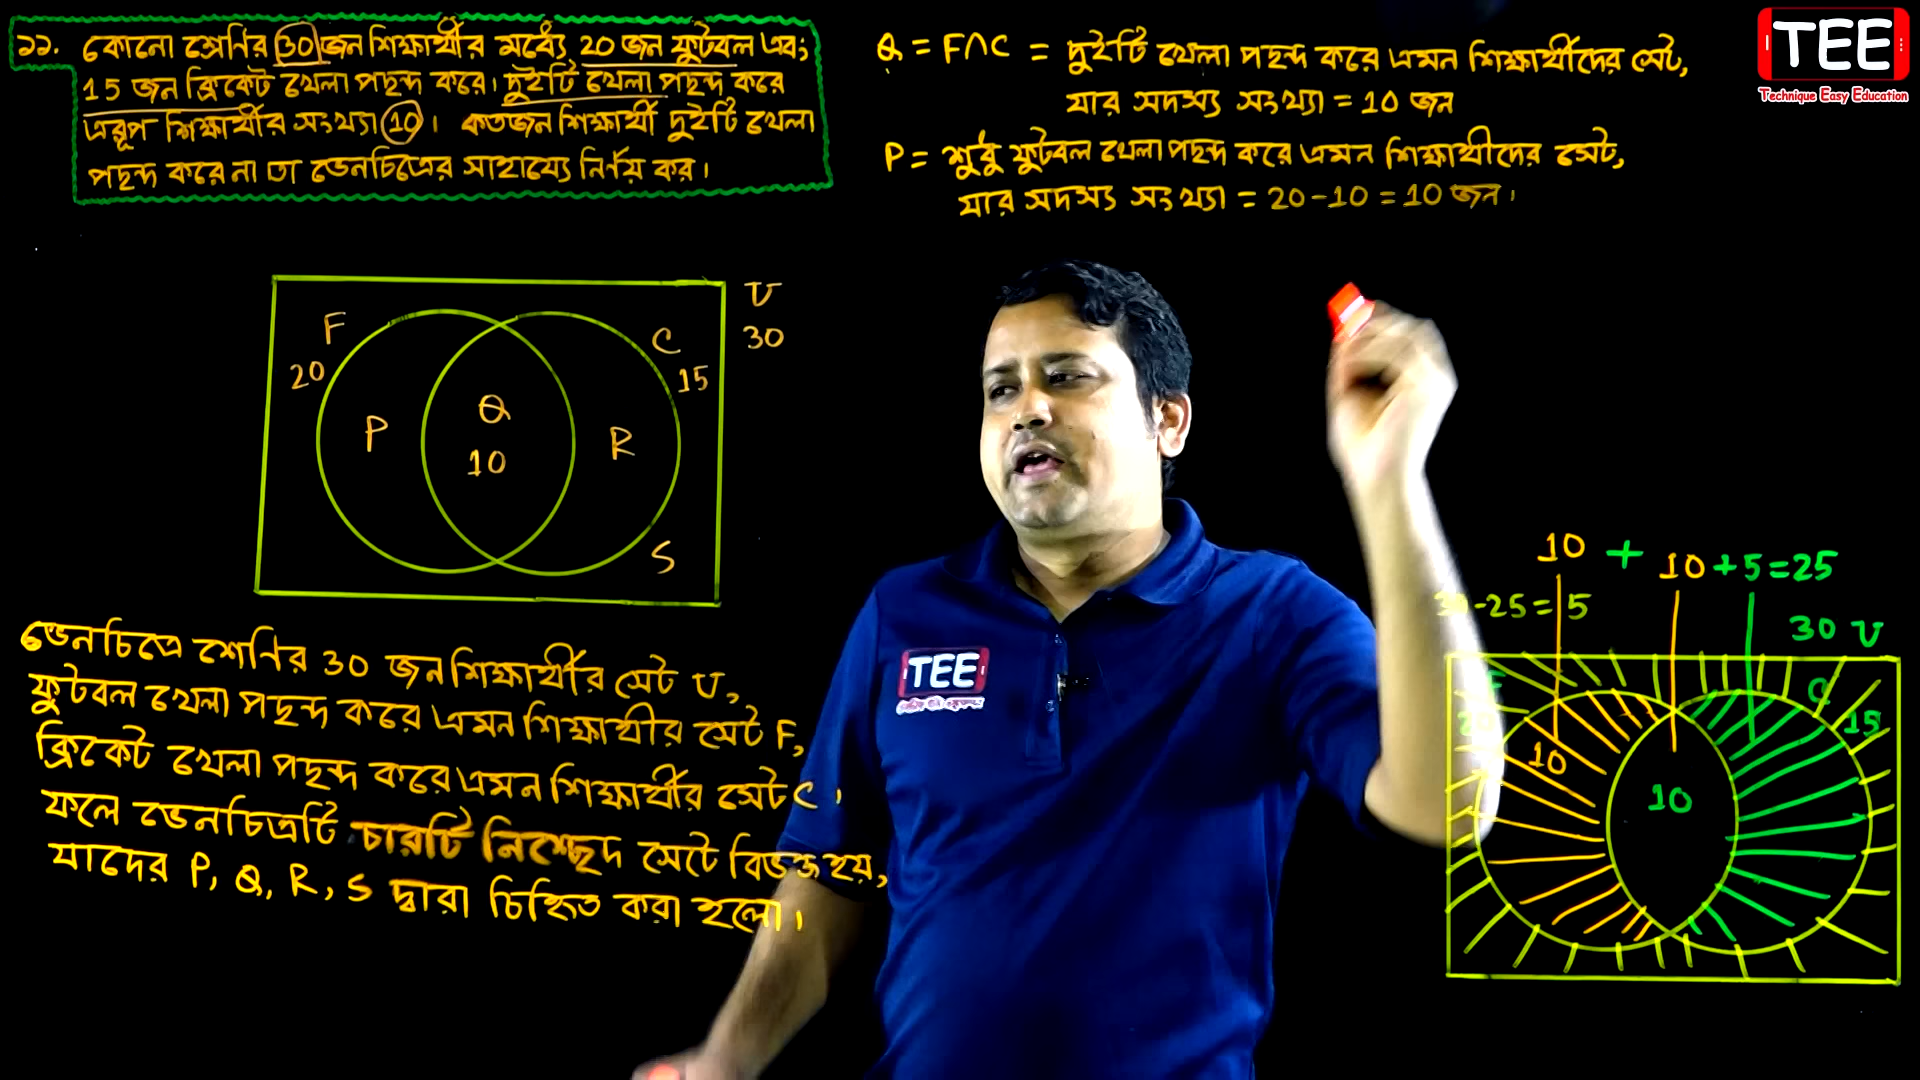 ১১. কোনো শ্রেণির 30 জন শিক্ষার্থীর মধ্যে 20 জন ফুটবল এবং
15 জন ক্রিকেট খেলা পছন্দ করে। দুইটি খেলা পছন্দ করে
এরূপ শিক্ষার্থীর সংখ্যা 10। কতজন শিক্ষার্থী দুইটি খেলা
পছন্দ করে না তা ভেনচিত্রের সাহায্যে নির্ণয় কর।
F
20
P
Q
10
R
C
15
S
U
30
ভেনচিত্রে শ্রেণির 30 জন শিক্ষার্থীর সেট U,
ফুটবল খেলা পছন্দ করে এমন শিক্ষার্থীর সেট F,
ক্রিকেট খেলা পছন্দ করে এমন শিক্ষার্থীর সেট C।
ফলে ভেনচিত্রটি চারটি নিশ্ছেদ সেটে বিভক্ত হয়,
যাদের P, Q, R, S দ্বারা চিহ্নিত করা হলো।
Q = F∩C = দুইটি খেলা পছন্দ করে এমন শিক্ষার্থীদের সেট,
যার সদস্য সংখ্যা = 10 জন
P = শুধু ফুটবল খেলা পছন্দ করে এমন শিক্ষার্থীদের সেট,
যার সদস্য সংখ্যা = 20-10 = 10 জন।
TEE
Technique Easy Education
TEE
10 + 10+5=25
-25=5
30 U
C
15
10
10